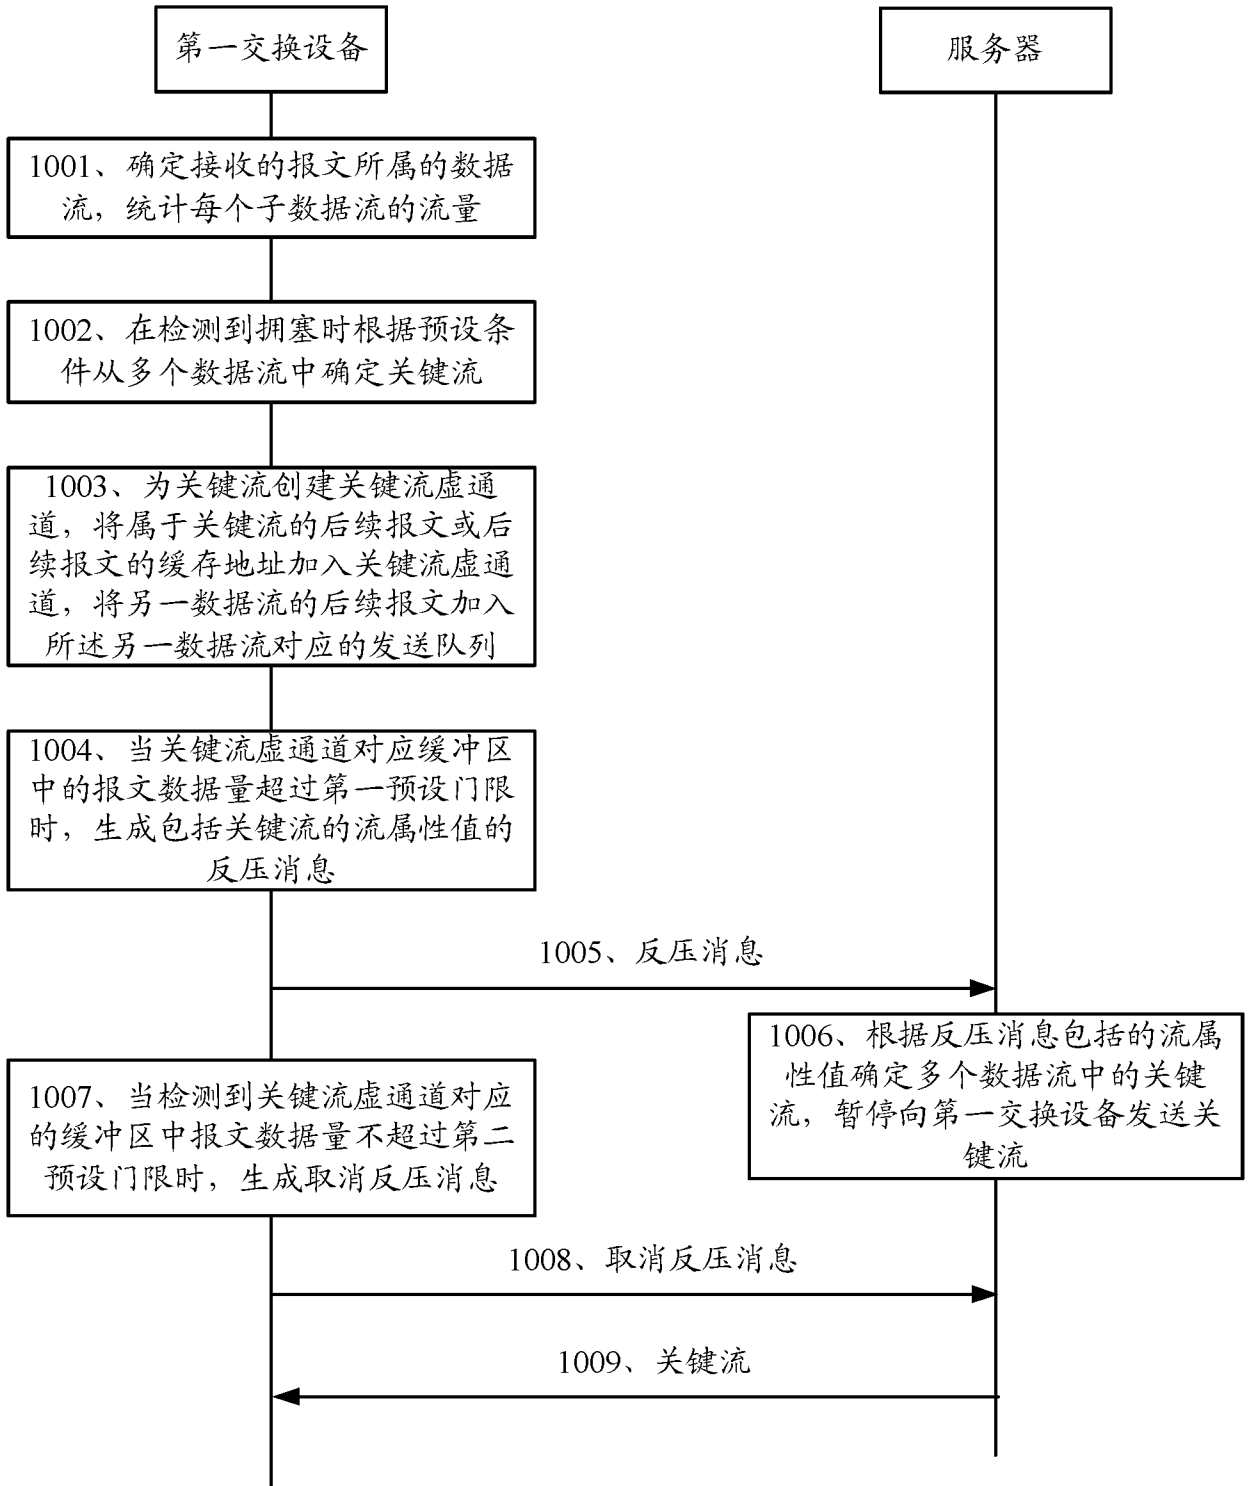 第一交换设备
服务器
1001、确定接收的报文所属的数据
流，统计每个子数据流的流量
1002、在检测到拥塞时根据预设条
件从多个数据流中确定关键流
1003、为关键流创建关键流虚通
道，将属于关键流的后续报文或后
续报文的缓存地址加入关键流虚通
道，将另一数据流的后续报文加入
所述另一数据流对应的发送队列
1004、当关键流虚通道对应缓冲区
中的报文数据量超过第一预设门限
时，生成包括关键流的流属性值的
反压消息
1005、反压消息
1006、根据反压消息包括的流属
性值确定多个数据流中的关键
流，暂停向第一交换设备发送关
键流
1007、当检测到关键流虚通道对应
的缓冲区中报文数据量不超过第二
预设门限时，生成取消反压消息
1008、取消反压消息
1009、关键流